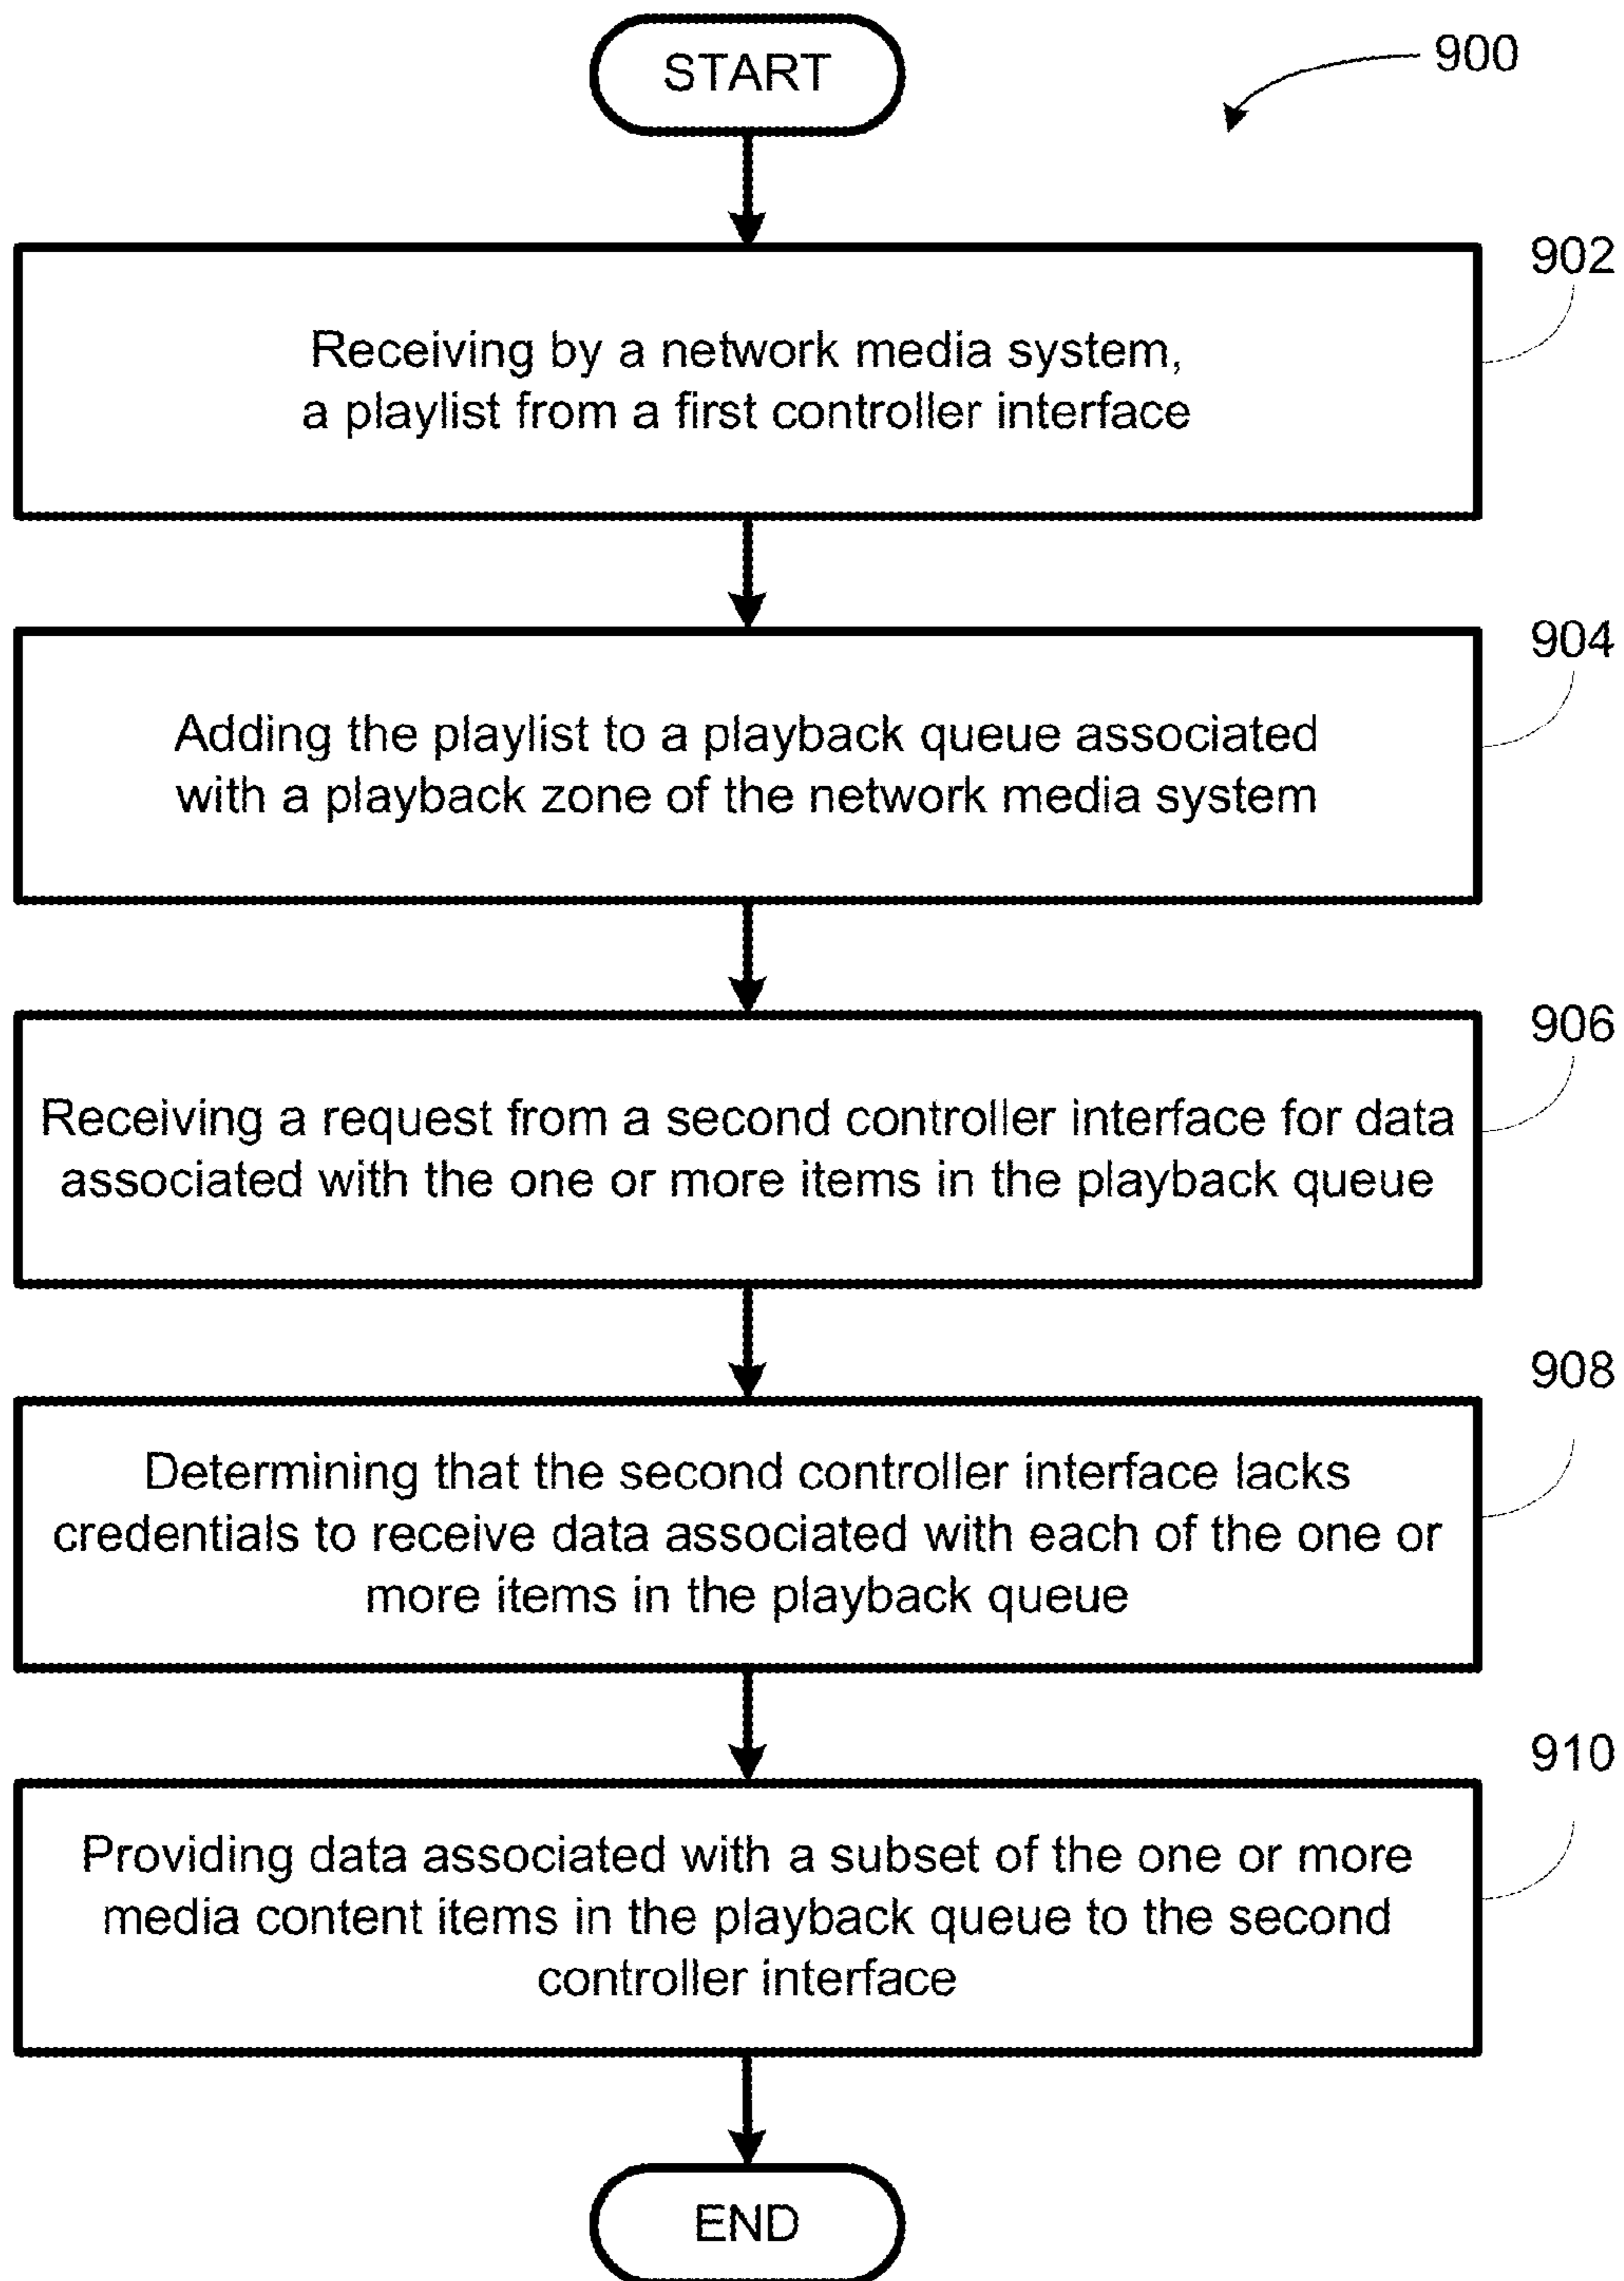 START
900
902
Receiving by a network media system,
a playlist from a first controller interface
904
Adding the playlist to a playback queue associated
with a playback zone of the network media system
906
Receiving a request from a second controller interface for data
associated with the one or more items in the playback queue
908
Determining that the second controller interface lacks
credentials to receive data associated with each of the one or
more items in the playback queue
910
Providing data associated with a subset of the one or more
media content items in the playback queue to the second
controller interface
END